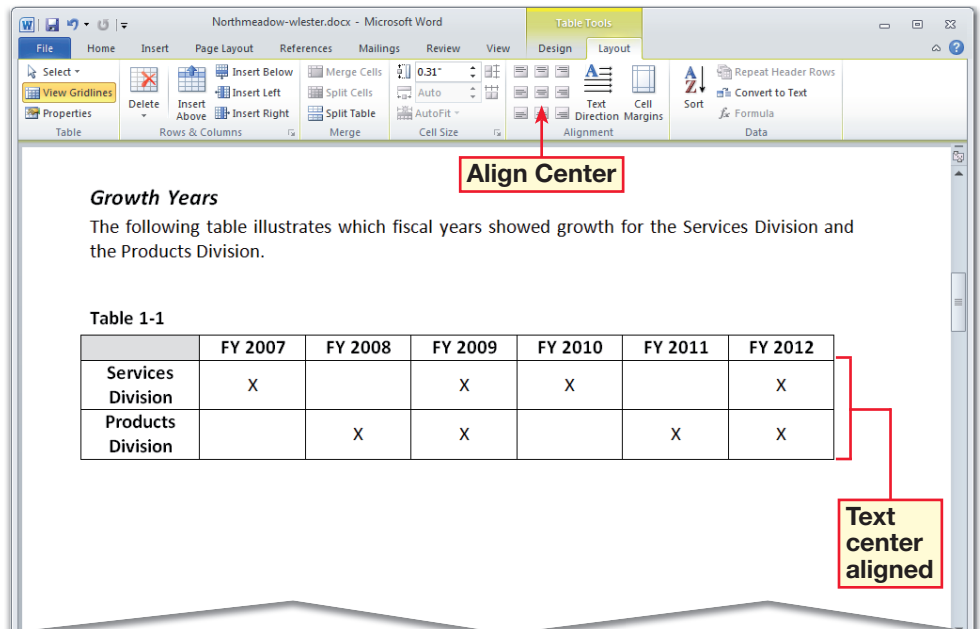 Northmeadow-wlester.docx - Microsoft Word
Table Tools
File Home Insert Page Layout References Mailings Review View Design Layout
Select
View Gridlines
Properties
Table
Delete
Insert Above
Insert Below
Insert Left
Insert Right
Rows & Columns
Merge Cells
Split Cells
Split Table
Merge
0.31"
Auto
AutoFit
Cell Size
Text Direction
Cell Margins
Alignment
Sort
Repeat Header Rows
Convert to Text
fx Formula
Data
Align Center
Growth Years
The following table illustrates which fiscal years showed growth for the Services Division and
the Products Division.
Table 1-1
FY 2007 FY 2008 FY 2009 FY 2010 FY 2011 FY 2012
Services
Division
X X X X
Products
Division
X X X X
Text
center
aligned